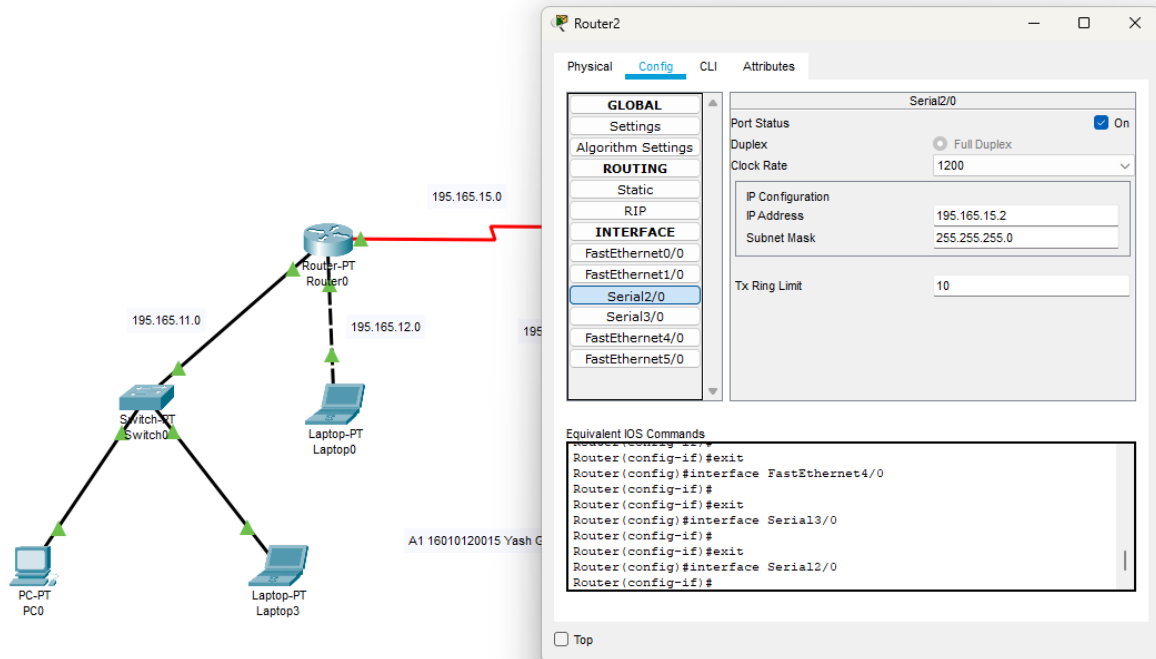 Router2
Physical Config CLI Attributes
GLOBAL
Settings
Algorithm Settings
ROUTING
Static
RIP
INTERFACE
FastEthernet0/0
FastEthernet1/0
Serial2/0
Serial3/0
FastEthernet4/0
FastEthernet5/0
Serial2/0
Port Status On
Duplex Full Duplex
Clock Rate 1200
IP Configuration
IP Address 195.165.15.2
Subnet Mask 255.255.255.0
Tx Ring Limit 10
Equivalent IOS Commands
Router(config-if)#
Router(config-if)#exit
Router(config)#interface FastEthernet4/0
Router(config-if)#
Router(config-if)#exit
Router(config)#interface Serial3/0
Router(config-if)#
Router(config-if)#exit
Router(config)#interface Serial2/0
Router(config-if)#
Top
195.165.15.0
Router-PT
Router0
195.165.11.0
195.165.12.0
195
Switch-PT
Switch0
Laptop-PT
Laptop0
A1 16010120015 Yash G
PC-PT
PC0
Laptop-PT
Laptop3